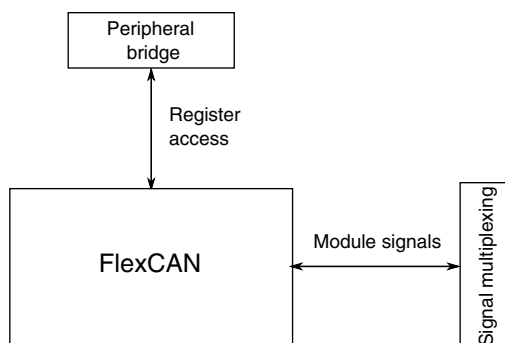 Peripheral
bridge
Register
access
FlexCAN
Module signals
Signal multiplexing